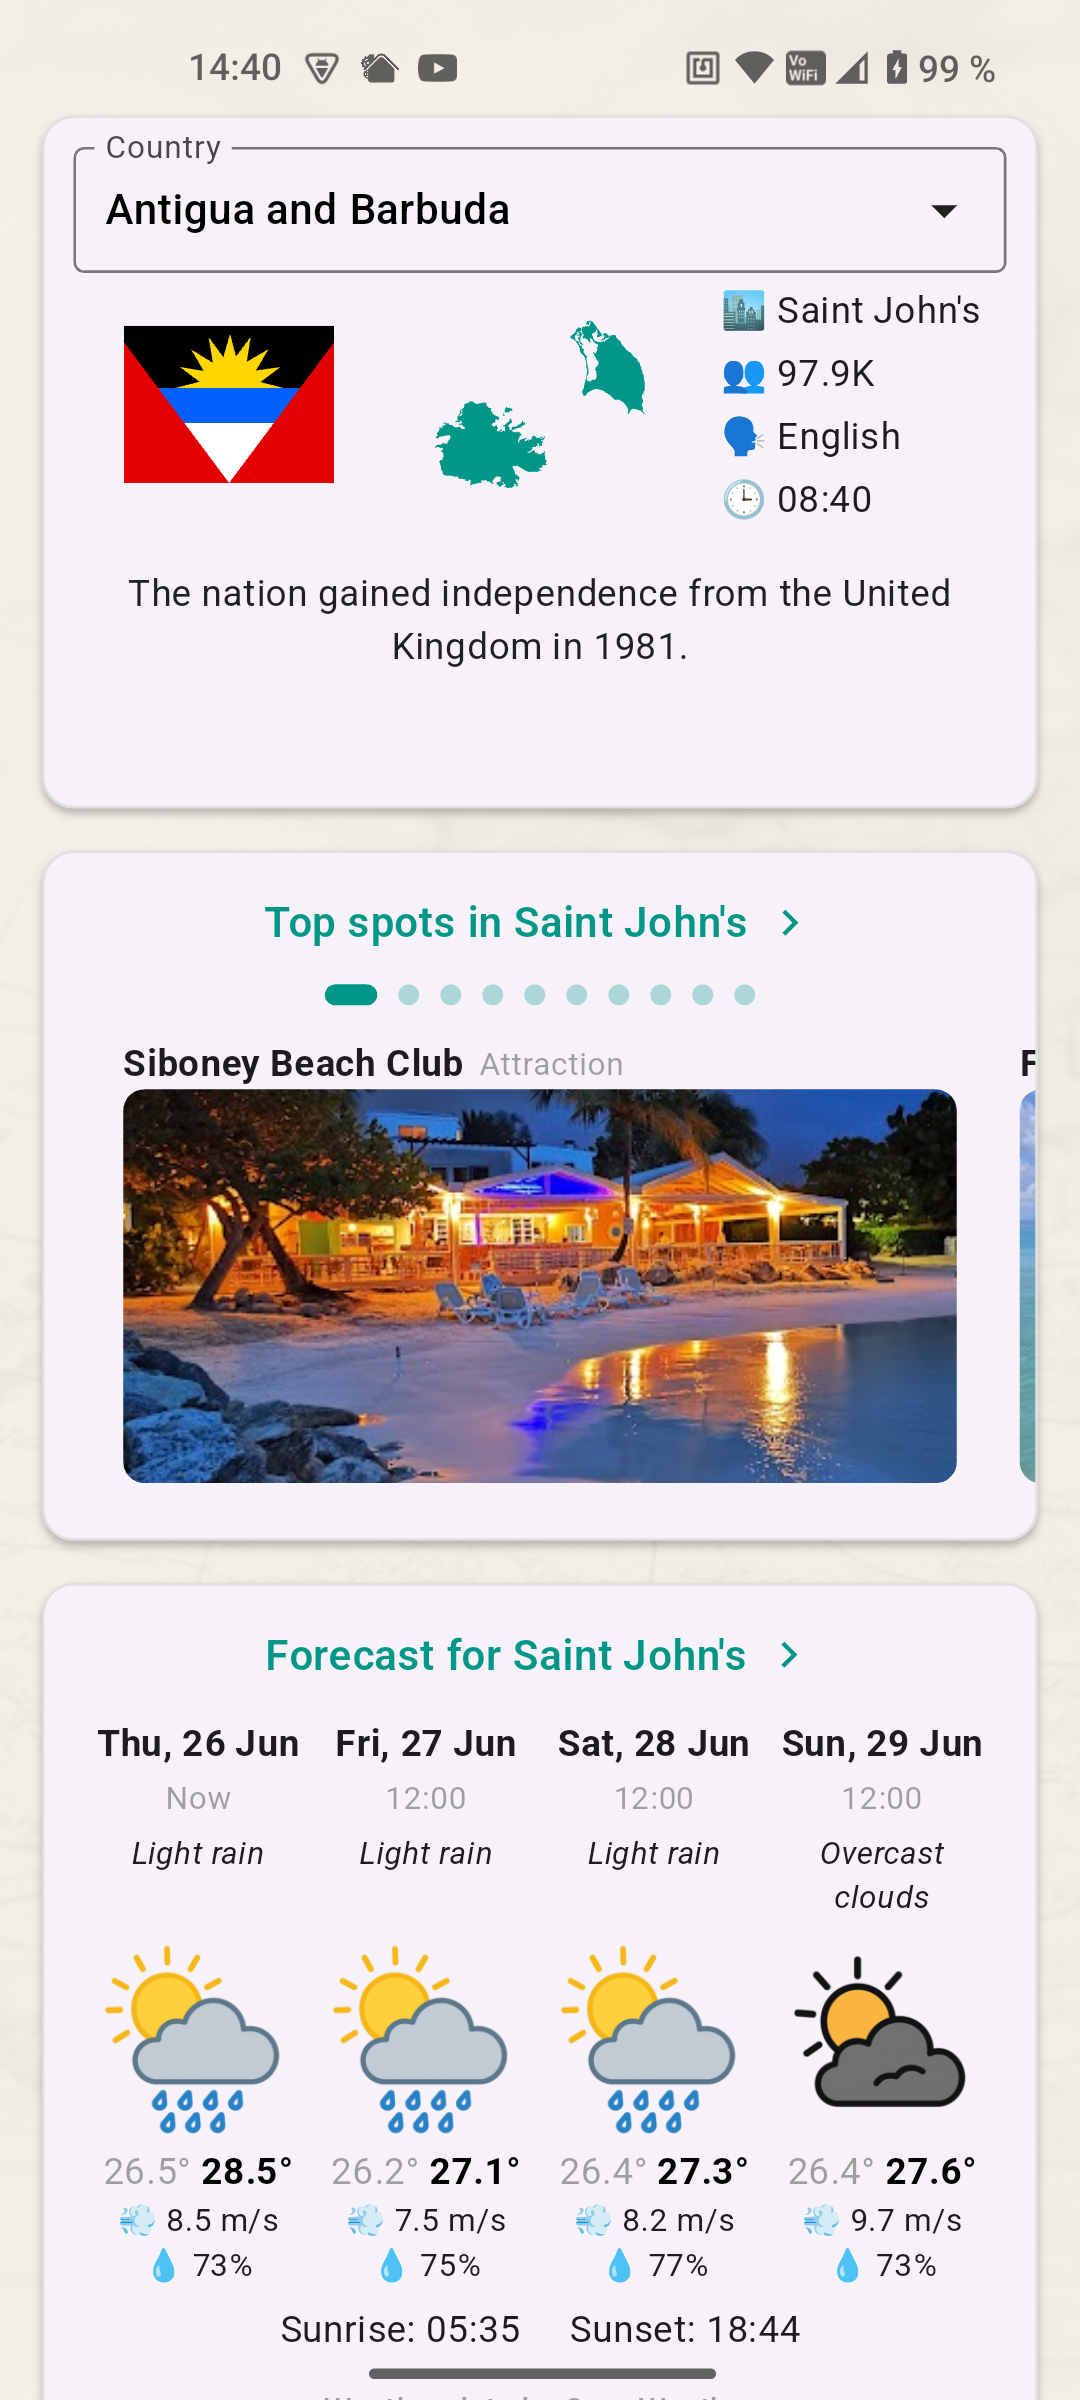 14:40
Vo
WiFi
99 %
Country
Antigua and Barbuda
Saint John's
97.9K
English
08:40
The nation gained independence from the United
Kingdom in 1981.
Top spots in Saint John's
Siboney Beach Club Attraction
F
Forecast for Saint John's
Thu, 26 Jun Fri, 27 Jun Sat, 28 Jun Sun, 29 Jun
Now 12:00 12:00 12:00
Light rain Light rain Light rain Overcast
clouds
26.5° 28.5° 26.2° 27.1° 26.4° 27.3° 26.4° 27.6°
8.5 m/s 7.5 m/s 8.2 m/s 9.7 m/s
73% 75% 77% 73%
Sunrise: 05:35 Sunset: 18:44